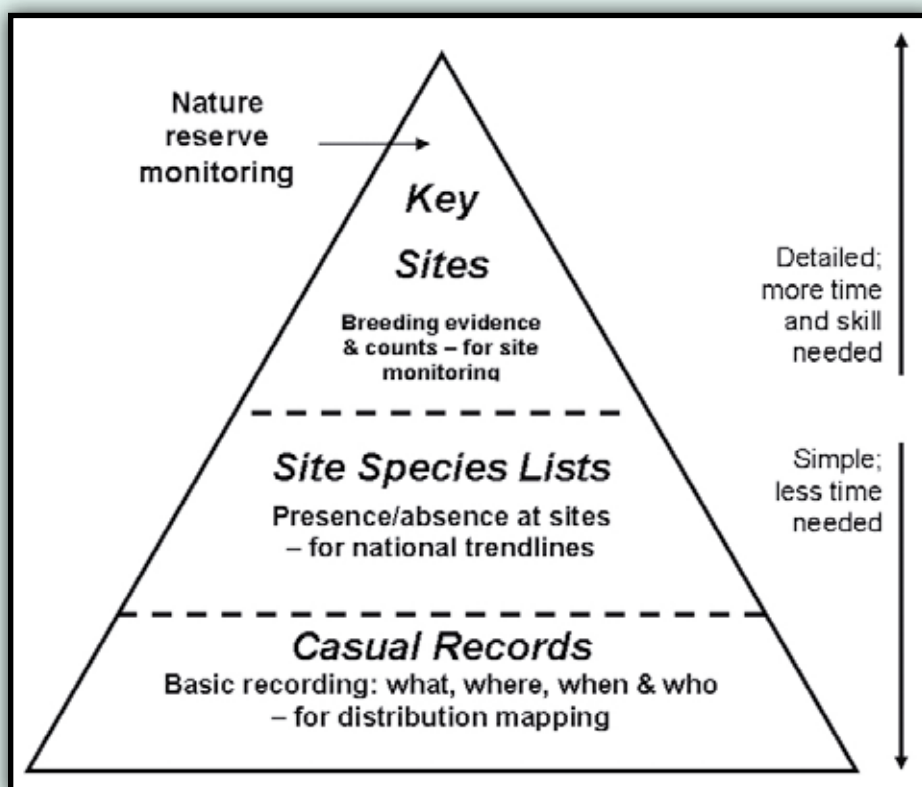 Nature
reserve
monitoring
Key
Sites
Breeding evidence
& counts – for site
monitoring
Detailed;
more time
and skill
needed
Site Species Lists
Presence/absence at sites
– for national trendlines
Simple;
less time
needed
Casual Records
Basic recording: what, where, when & who
– for distribution mapping